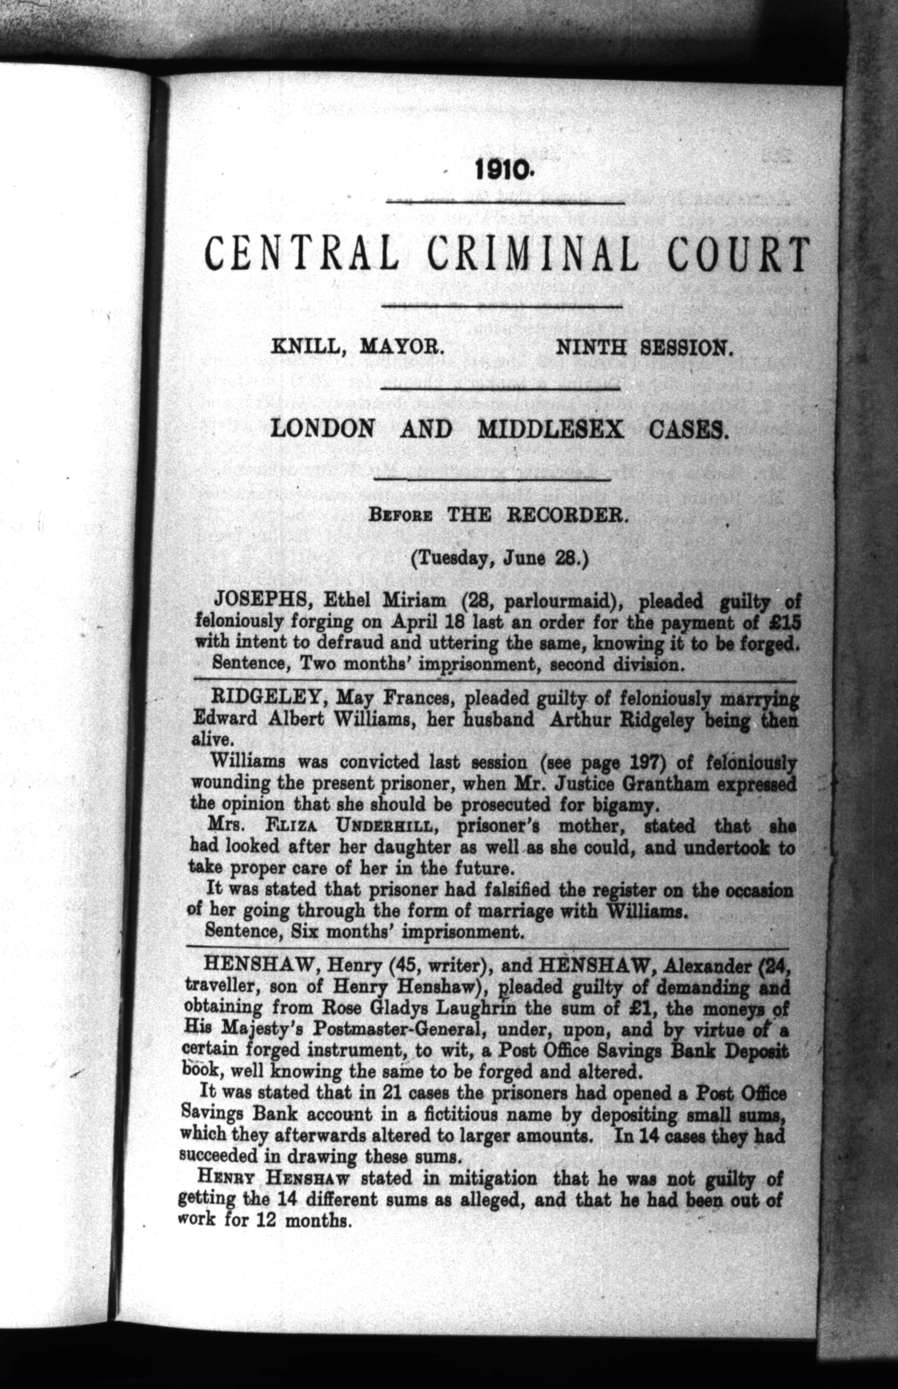 1910.
CENTRAL CRIMINAL COURT
KNILL, MAYOR. NINTH SESSION.
LONDON AND MIDDLESEX CASES.
BEFORE THE RECORDER.
(Tuesday, June 28.)
JOSEPHS, Ethel Miriam (28, parlourmaid), pleaded guilty of
feloniously forging on April 18 last an order for the payment of £15
with intent to defraud and uttering the same, knowing it to be forged.
Sentence, Two months' imprisonment, second division.
RIDGELEY, May Frances, pleaded guilty of feloniously marrying
Edward Albert Williams, her husband Arthur Ridgeley being then
alive.
Williams was convicted last session (see page 197) of feloniously
wounding the present prisoner, when Mr. Justice Grantham expressed
the opinion that she should be prosecuted for bigamy.
Mrs. ELIZA UNDERHILL, prisoner's mother, stated that she
had looked after her daughter as well as she could, and undertook to
take proper care of her in the future.
It was stated that prisoner had falsified the register on the occasion
of her going through the form of marriage with Williams.
Sentence, Six months' imprisonment.
HENSHAW, Henry (45, writer), and HENSHAW, Alexander (24,
traveller, son of Henry Henshaw), pleaded guilty of demanding and
obtaining from Rose Gladys Laughrin the sum of £1, the moneys of
His Majesty's Postmaster-General, under, upon, and by virtue of a
certain forged instrument, to wit, a Post Office Savings Bank Deposit
book, well knowing the same to be forged and altered.
It was stated that in 21 cases the prisoners had opened a Post Office
Savings Bank account in a fictitious name by depositing small sums,
which they afterwards altered to larger amounts. In 14 cases they had
succeeded in drawing these sums.
HENRY HENSHAW stated in mitigation that he was not guilty of
getting the 14 different sums as alleged, and that he had been out of
work for 12 months.